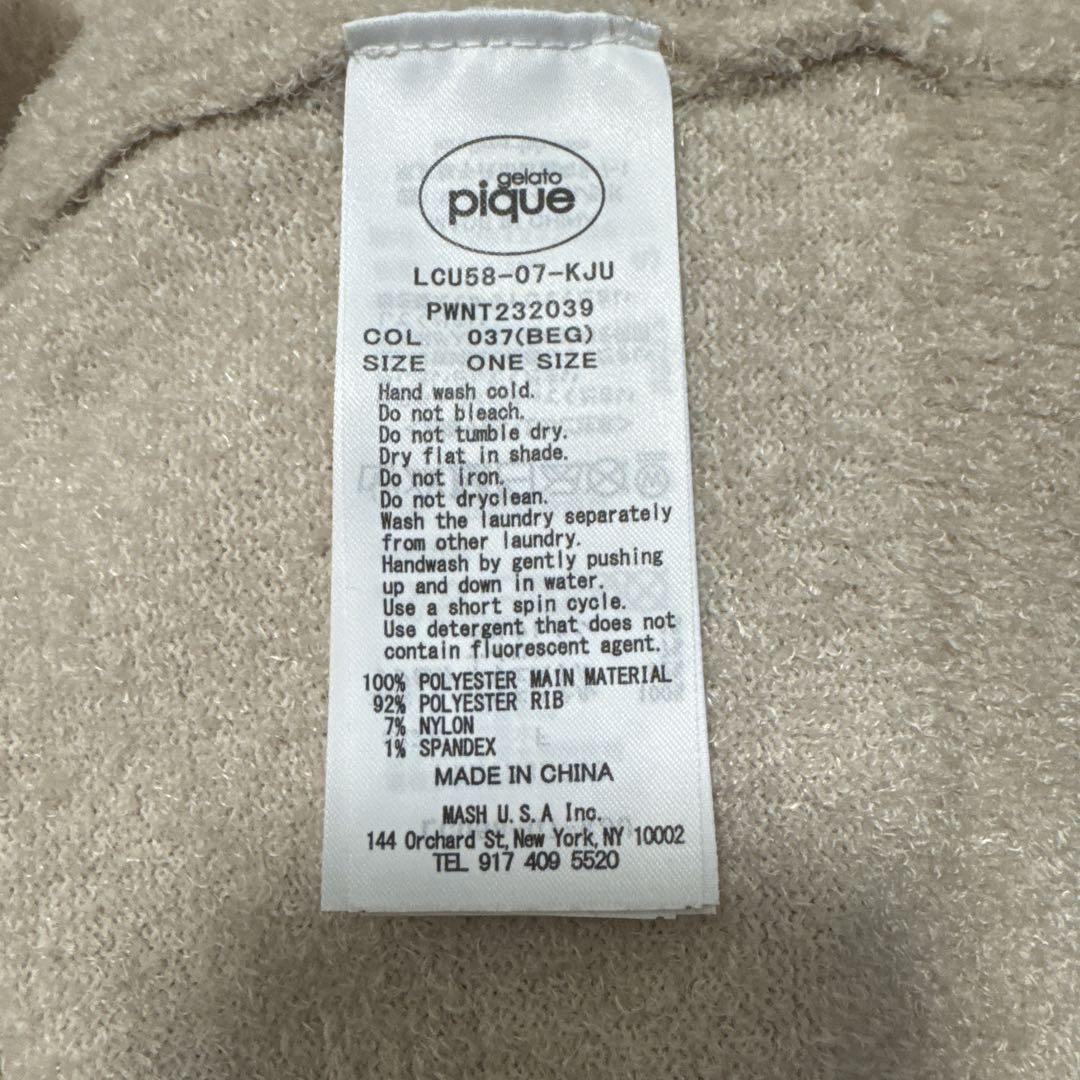 gelato
pique
LCU58-07-KJU
PWNT232039
COL 037(BEG)
SIZE ONE SIZE
Hand wash cold.
Do not bleach.
Do not tumble dry.
Dry flat in shade.
Do not iron.
Do not dryclean.
Wash the laundry separately
from other laundry.
Handwash by gently pushing
up and down in water.
Use a short spin cycle.
Use detergent that does not
contain fluorescent agent.
100% POLYESTER MAIN MATERIAL
92% POLYESTER RIB
7% NYLON
1% SPANDEX
MADE IN CHINA
MASH U.S.A Inc.
144 Orchard St, New York, NY 10002
TEL 917 409 5520